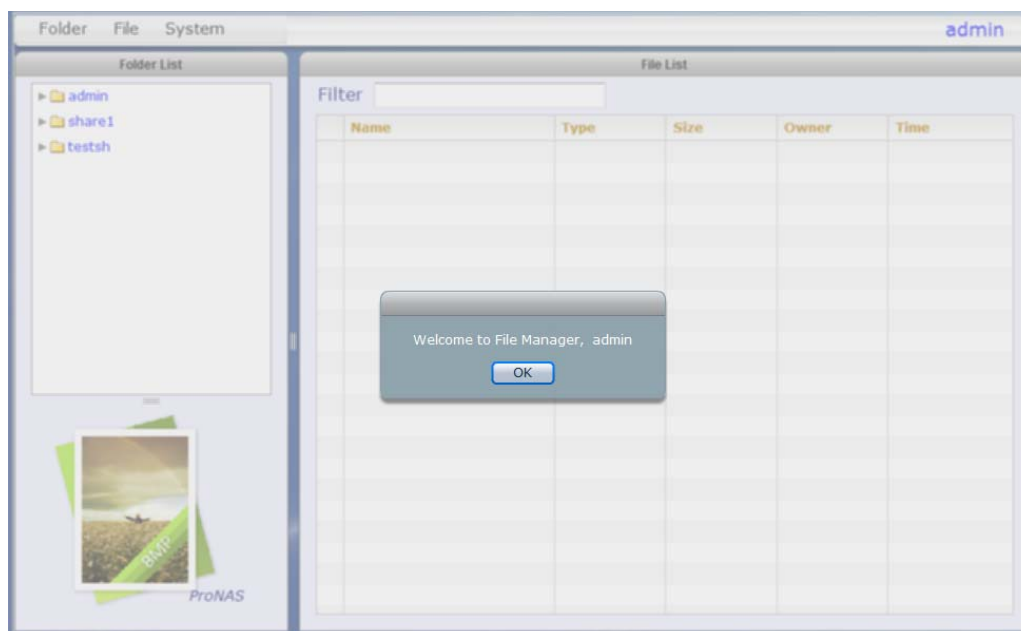 Folder File System admin
Folder List
admin
share1
testsh
BMP
ProNAS
File List
Filter
Name Type Size Owner Time
Welcome to File Manager, admin
OK